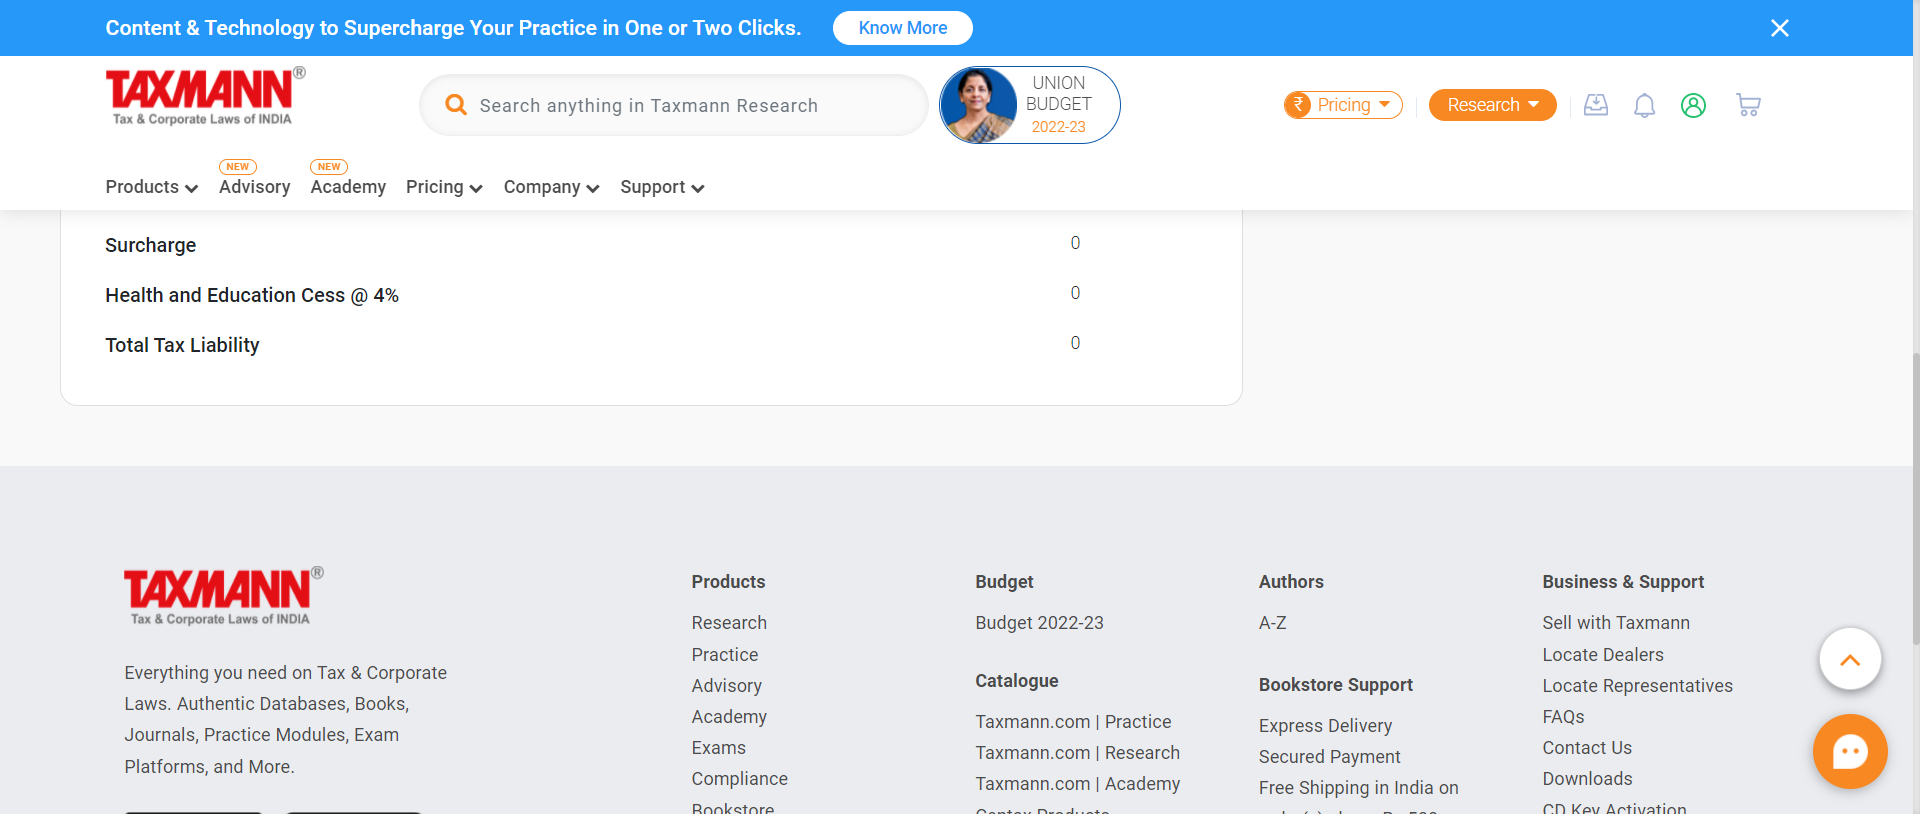 Content & Technology to Supercharge Your Practice in One or Two Clicks.
Know More
TAXMANN®
Tax & Corporate Laws of INDIA
Search anything in Taxmann Research
UNION
BUDGET
2022-23
₹ Pricing
Research
NEW
NEW
Products
Advisory
Academy
Pricing
Company
Support
Surcharge 0
Health and Education Cess @ 4% 0
Total Tax Liability 0
TAXMANN®
Tax & Corporate Laws of INDIA
Everything you need on Tax & Corporate
Laws. Authentic Databases, Books,
Journals, Practice Modules, Exam
Platforms, and More.
Products
Research
Practice
Advisory
Academy
Exams
Compliance
Bookstore
Budget
Budget 2022-23
Catalogue
Taxmann.com | Practice
Taxmann.com | Research
Taxmann.com | Academy
Centax Products
Authors
A-Z
Bookstore Support
Express Delivery
Secured Payment
Free Shipping in India on
Business & Support
Sell with Taxmann
Locate Dealers
Locate Representatives
FAQs
Contact Us
Downloads
CD Key Activation